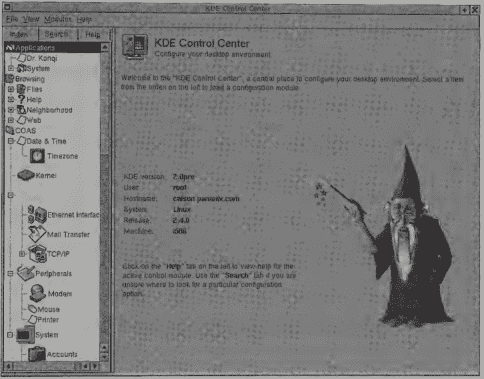 KDE Control Center
File View Modules Help
Index Search Help
Applications
Dr. Konqi
System
Browsing
Files
Help
Neighborhood
Web
COAS
Date & Time
Timezone
Kernel
Ethernet Interfac
Mail Transfer
TCP/IP
Peripherals
Modem
Mouse
Printer
System
Accounts
KDE Control Center
Configure your desktop environment.
Welcome to the "KDE Control Center", a central place to configure your desktop environment. Select a item
from the index on the left to load a configuration module.
KDE version:
User: root
Hostname:
System: Linux
Release: 2.4.0
Machine:
Click on the "Help" tab on the left to view help for the
active control module. Use the "Search" tab if you are
unsure where to look for a particular configuration
option.